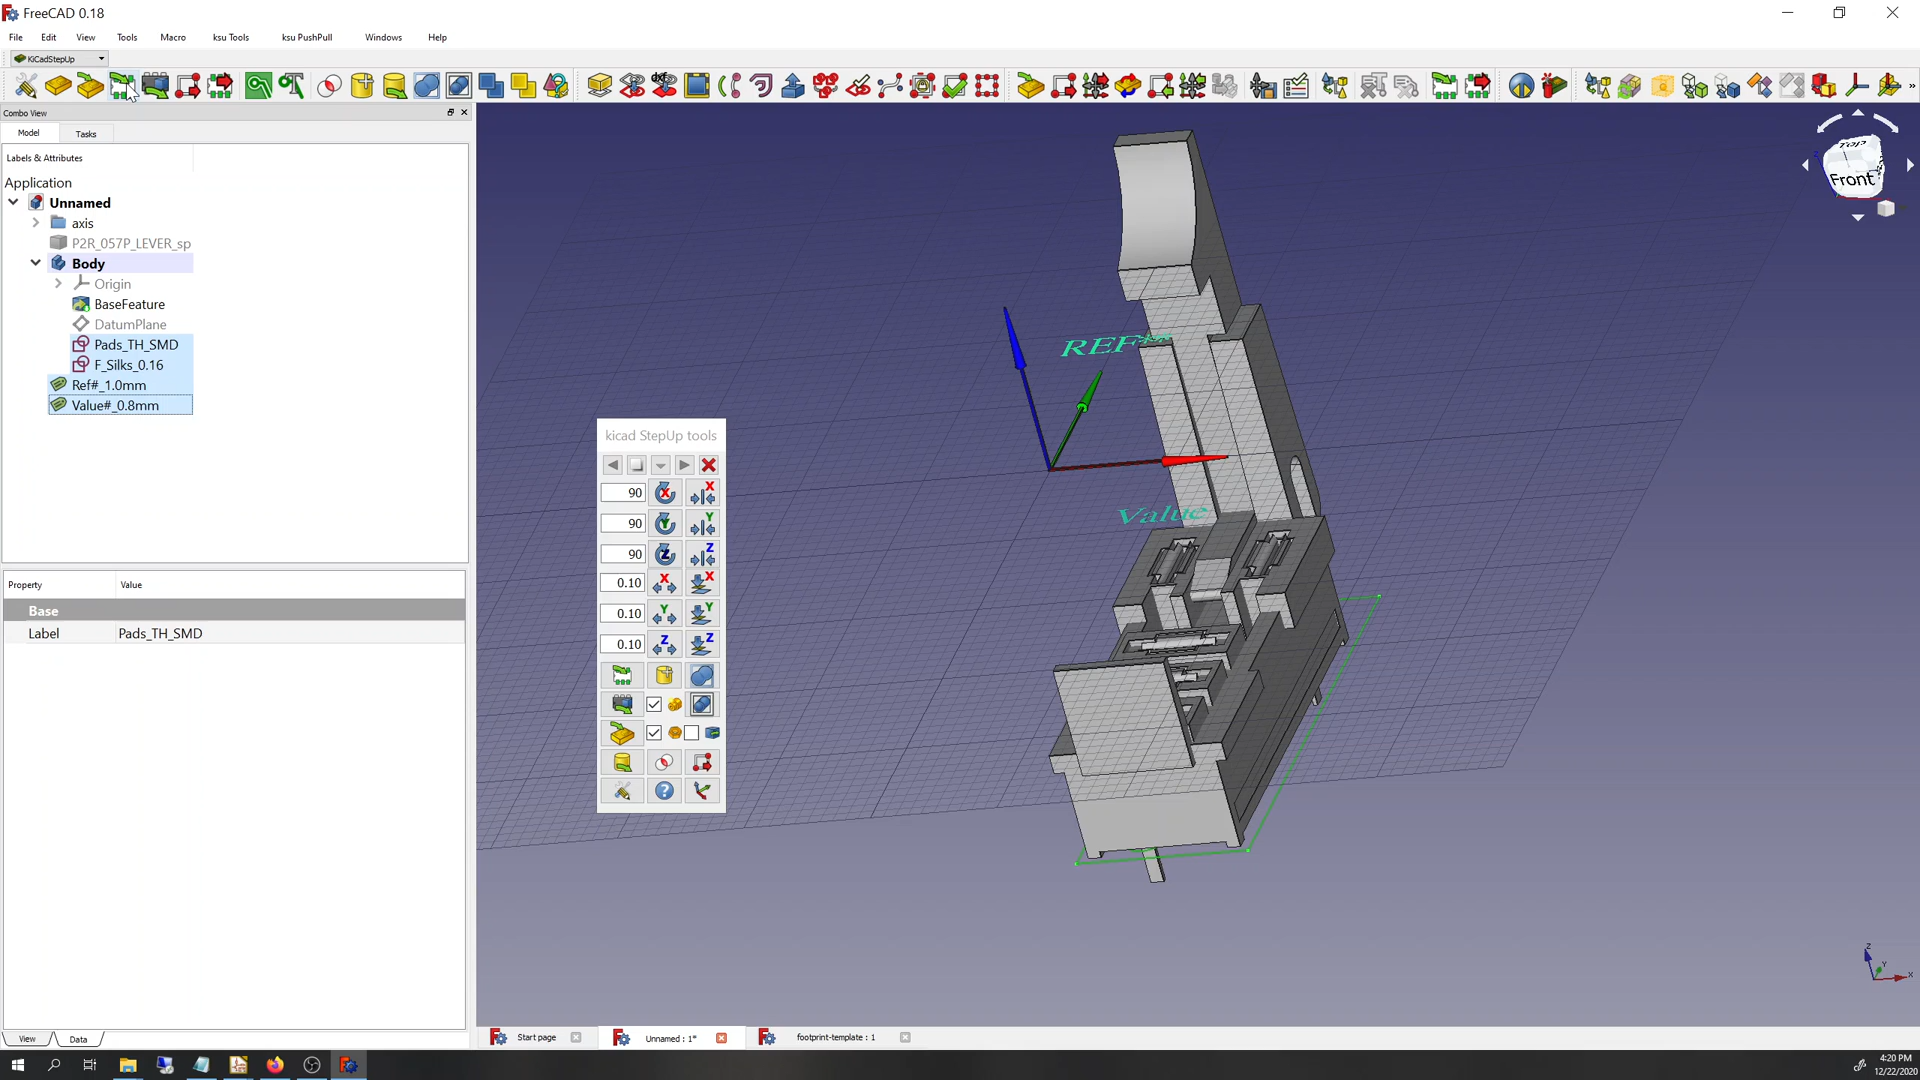 FreeCAD 0.18
File Edit View Tools Macro ksu Tools ksu PushPull Windows Help
KiCadStepUp
Combo View
Model Tasks
Labels & Attributes
Application
Unnamed
axis
P2R_057P_LEVER_sp
Body
Origin
BaseFeature
DatumPlane
Pads_TH_SMD
F_Silks_0.16
Ref#_1.0mm
Value#_0.8mm
Property Value
Base
Label Pads_TH_SMD
View Data
kicad StepUp tools
90
90
90
0.10
0.10
0.10
REF**
Value
Top
Front
Z
Y
X
Start page
Unnamed : 1*
footprint-template : 1
4:20 PM
12/22/2020